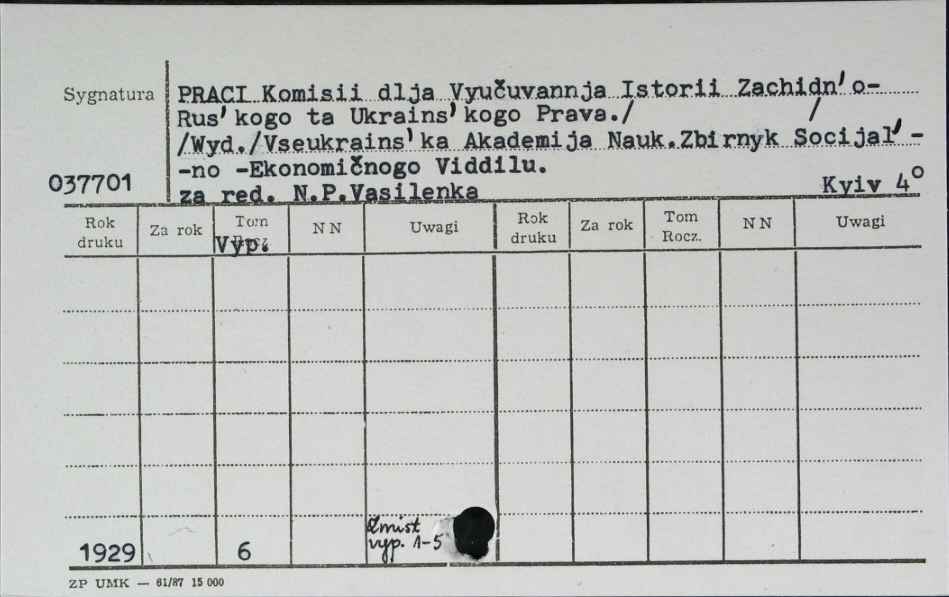 Sygnatura
PRACI Komisii dlja Vyučuvannja Istorii Zachidn'o-
Rus'kogo ta Ukrains'kogo Prava./ /
/Wyd./Vseukrains'ka Akademija Nauk.Zbirnyk Socijal'-
-no -Ekonomičnogo Viddilu.
037701
za red. N.P.Vasilenka Kyiv 4°
Rok druku Za rok Tom Vyp. NN Uwagi Rok druku Za rok Tom Rocz. NN Uwagi
Zmist
vyp. 1-5
1929 6
ZP UMK — 61/87 15 000